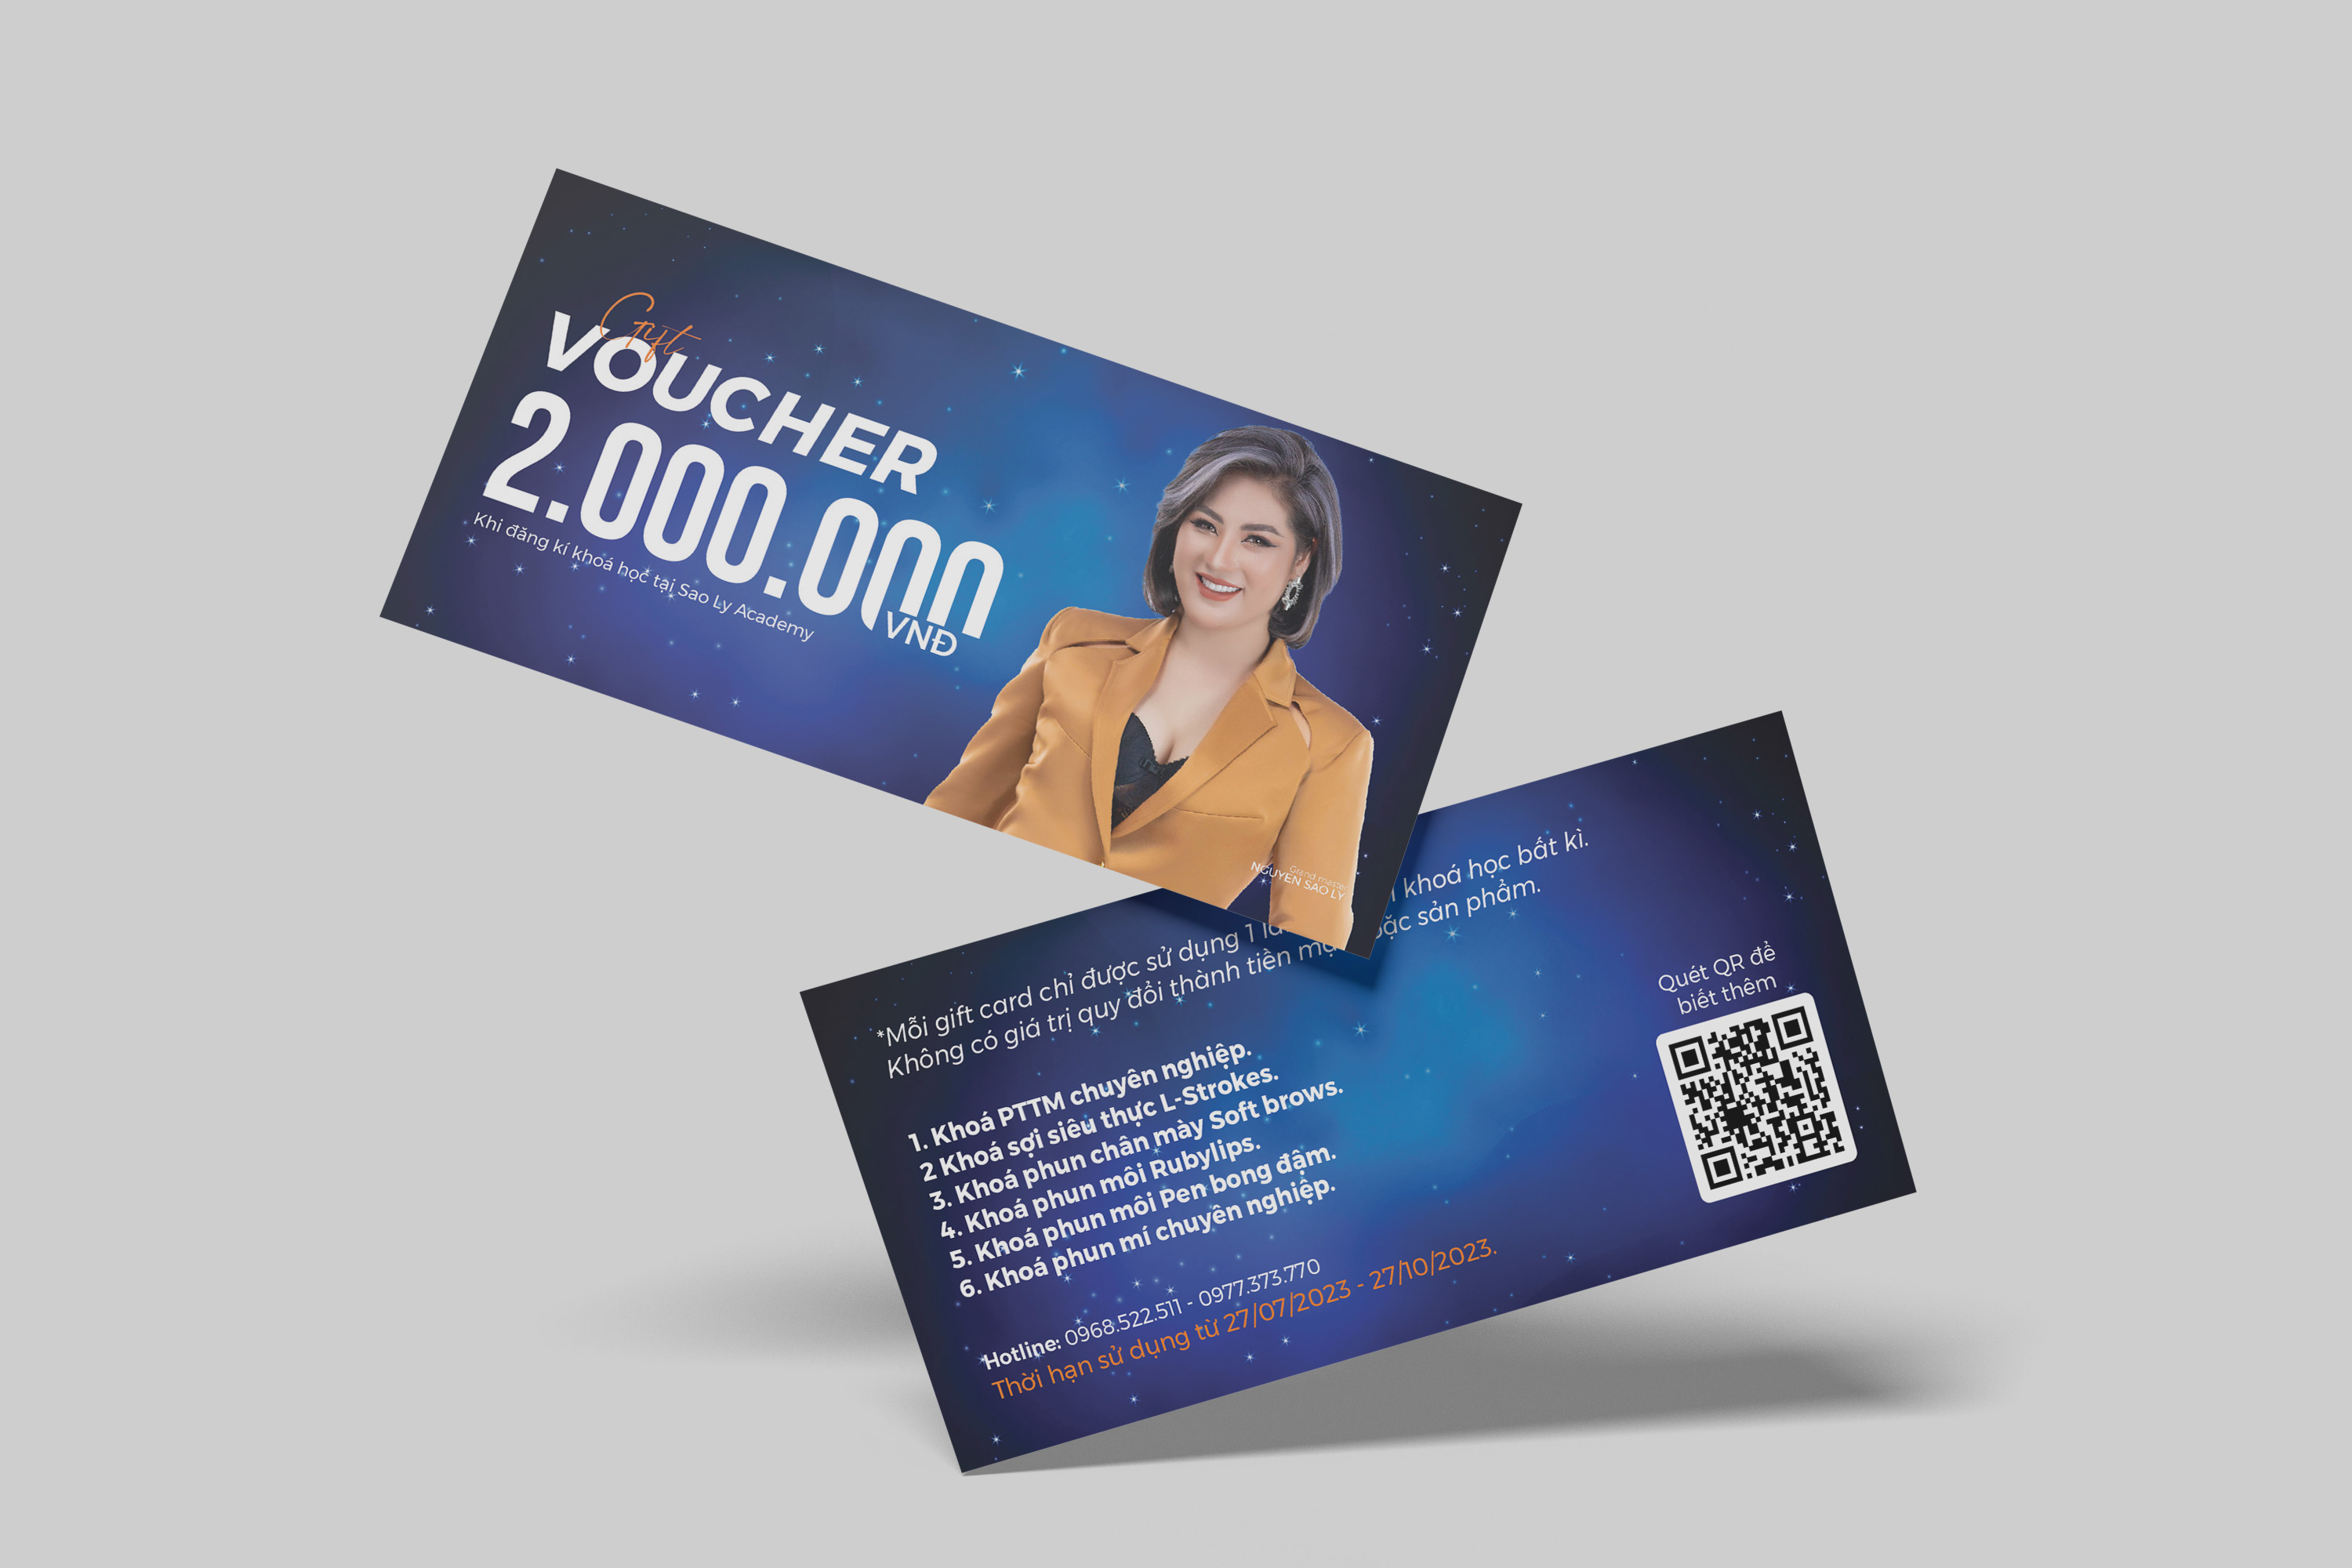 Gift
VOUCHER
2.000.000
VNĐ
Khi đăng kí khoá học tại Sao Ly Academy
Grand master
NGUYEN SAO LY
*Mỗi gift card chỉ được sử dụng 1 khoá học bất kì.
Không có giá trị quy đổi thành tiền sản phẩm.
1. Khoá PTTM chuyên nghiệp.
2 Khoá sợi siêu thực L-Strokes.
3. Khoá phun chân mày Soft brows.
4. Khoá phun môi Rubylips.
5. Khoá phun môi Pen bong đậm.
6. Khoá phun mí chuyên nghiệp.
Hotline: 0968.522.511 - 0977.373.770
Thời hạn sử dụng từ 27/07/2023 - 27/10/2023.
Quét QR để
biết thêm